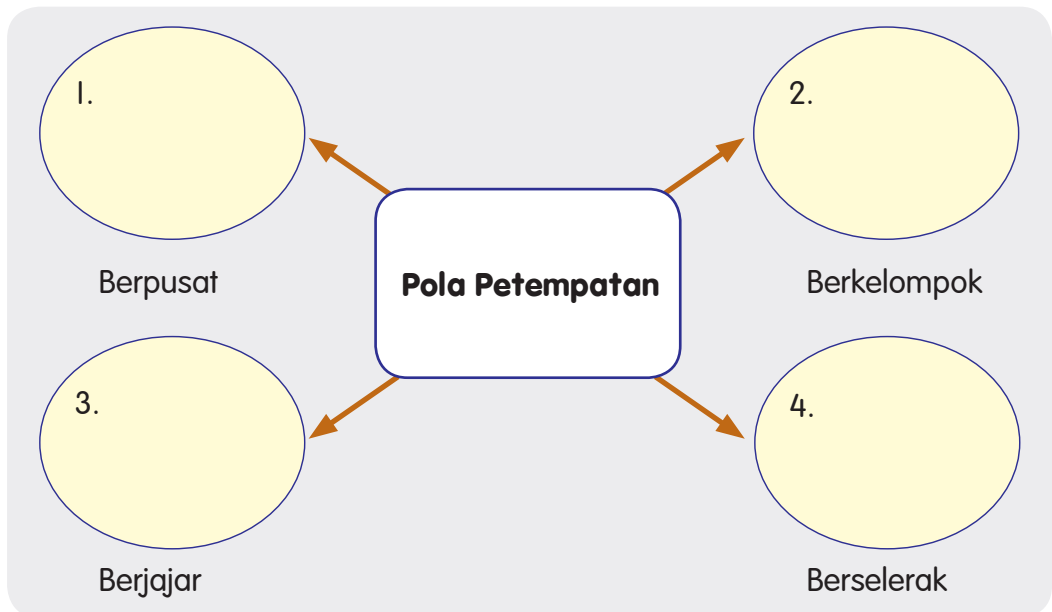 1.
2.
Berpusat
Pola Petempatan
Berkelompok
3.
4.
Berjajar
Berselerak